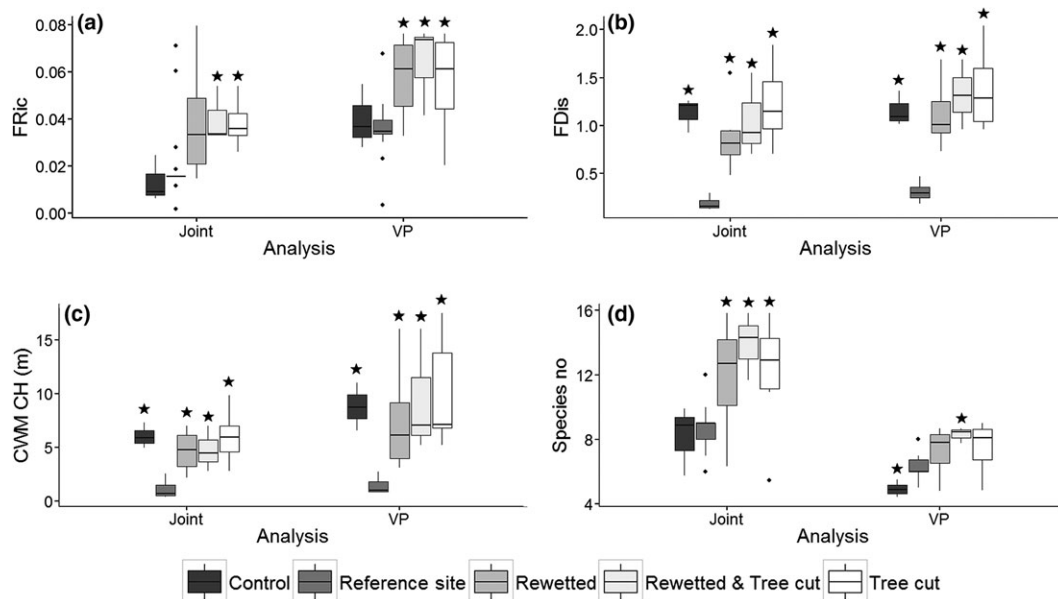 (a)
FRic
0.08
0.06
0.04
0.02
0.00
★ ★ ★ ★ ★
Joint VP
Analysis
(b)
FDis
2.0
1.5
1.0
0.5
★ ★ ★ ★ ★ ★ ★ ★
Joint VP
Analysis
(c)
CWM CH (m)
15
10
5
0
★ ★ ★ ★ ★ ★ ★ ★
Joint VP
Analysis
(d)
Species no
16
12
8
4
★ ★ ★ ★ ★
Joint VP
Analysis
Control Reference site Rewetted Rewetted & Tree cut Tree cut